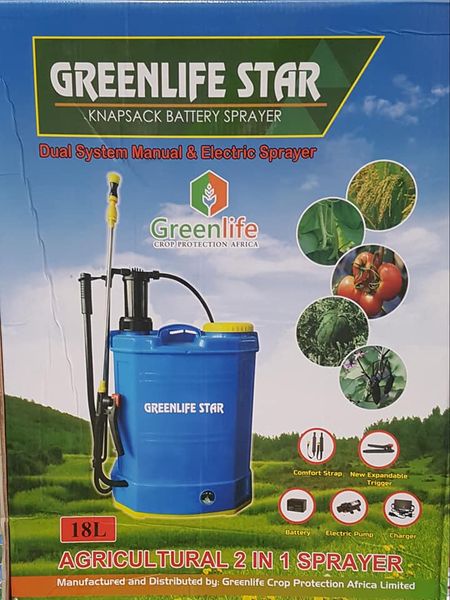 GREENLIFE STAR
KNAPSACK BATTERY SPRAYER
Dual System Manual & Electric Sprayer
Greenlife
CROP PROTECTION AFRICA
GREENLIFE STAR
Comfort Strap
New Expandable
Trigger
Battery
Electric Pump
Charger
18L
AGRICULTURAL 2 IN 1 SPRAYER
Manufactured and Distributed by: Greenlife Crop Protection Africa Limited